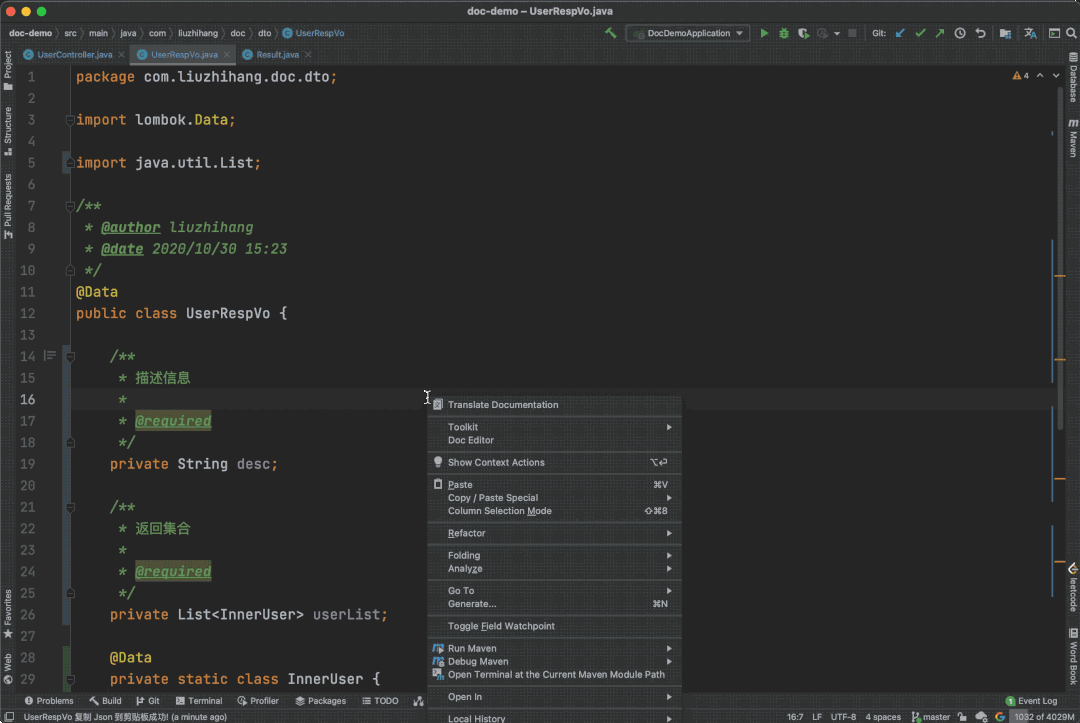 doc-demo – UserRespVo.java
doc-demo src main java com liuzhihang doc dto UserRespVo
DocDemoApplication
Git:
UserController.java
UserRespVo.java
Result.java
Project
Structure
Pull Requests
Favorites
Web
4
Database
Maven
leetcode
Word Book
1 package com.liuzhihang.doc.dto;
2
3 import lombok.Data;
4
5 import java.util.List;
6
7 /**
8 * @author liuzhihang
9 * @date 2020/10/30 15:23
10 */
11 @Data
12 public class UserRespVo {
13
14 /**
15 * 描述信息
16 *
17 * @required
18 */
19 private String desc;
20
21 /**
22 * 返回集合
23 *
24 * @required
25 */
26 private List<InnerUser> userList;
27
28 @Data
29 private static class InnerUser {
Translate Documentation
Toolkit
Doc Editor
Show Context Actions ⌥⏎
Paste ⌘V
Copy / Paste Special
Column Selection Mode ⇧⌘8
Refactor
Folding
Analyze
Go To
Generate... ⌘N
Toggle Field Watchpoint
Run Maven
Debug Maven
Open Terminal at the Current Maven Module Path
Open In
Local History
Problems Build Git Terminal Profiler Packages TODO
1 Event Log
UserRespVo 复制 Json 到剪贴板成功! (a minute ago)
16:7 LF UTF-8 4 spaces master 1032 of 4029M